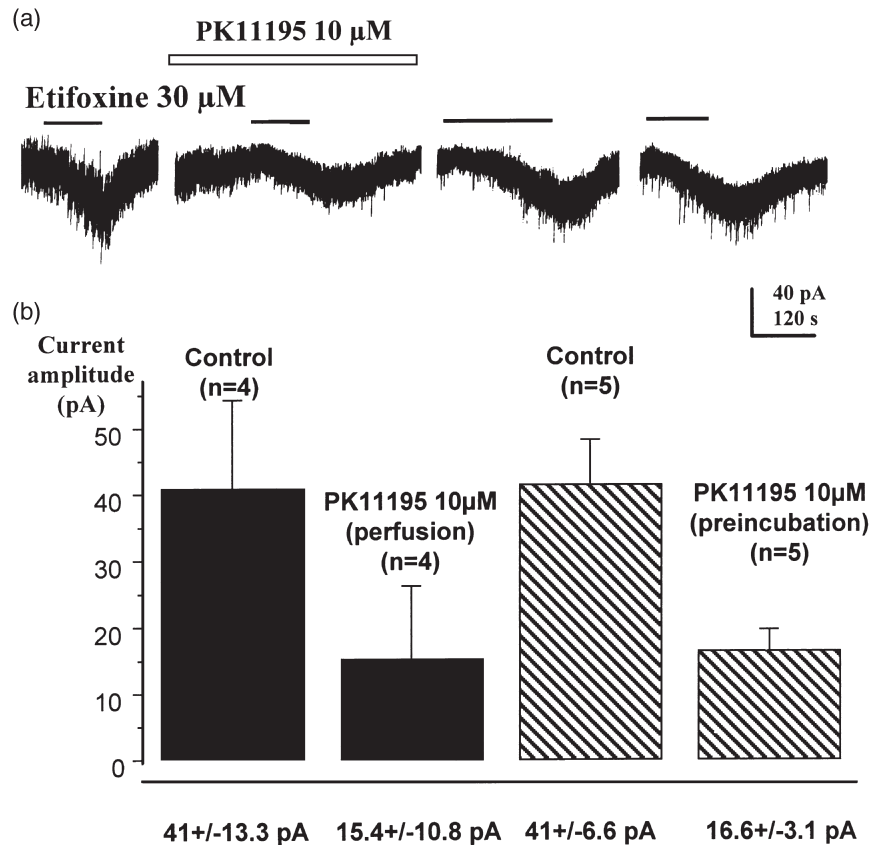 (a)
PK11195 10 µM
Etifoxine 30 µM
40 pA
120 s
(b)
Current
amplitude
(pA)
Control
(n=4)
PK11195 10µM
(perfusion)
(n=4)
Control
(n=5)
PK11195 10µM
(preincubation)
(n=5)
50
40
30
20
10
0
41+/-13.3 pA 15.4+/-10.8 pA 41+/-6.6 pA 16.6+/-3.1 pA